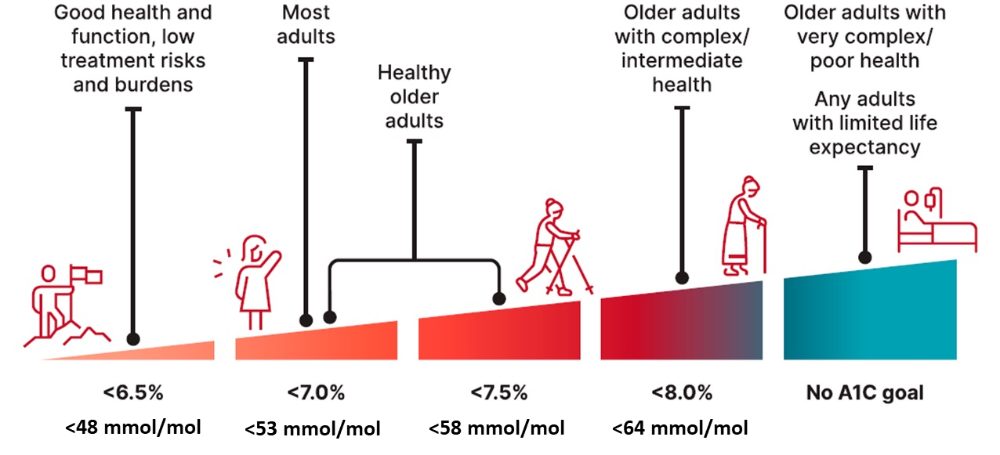 Good health and
function, low
treatment risks
and burdens
Most
adults
Healthy
older
adults
Older adults
with complex/
intermediate
health
Older adults with
very complex/
poor health
Any adults
with limited life
expectancy
<6.5%
<7.0%
<7.5%
<8.0%
No A1C goal
<48 mmol/mol
<53 mmol/mol
<58 mmol/mol
<64 mmol/mol